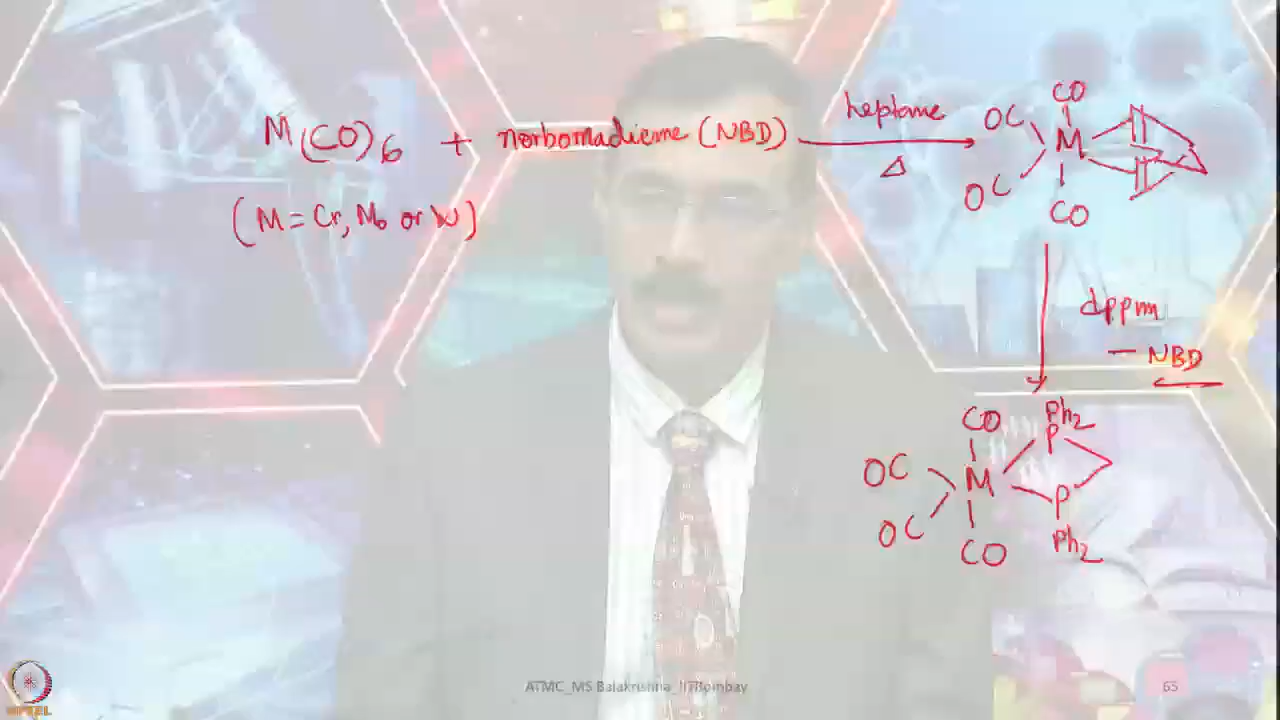 M(CO)6 + norbornadiene (NBD) heptane
Δ
(M = Cr, Mo or W)
CO
OC M
OC
CO
dppm
– NBD
CO Ph2
P
OC M
P
OC
CO Ph2
ATMC_MS Balakrishna_IITBombay
65
NPTEL